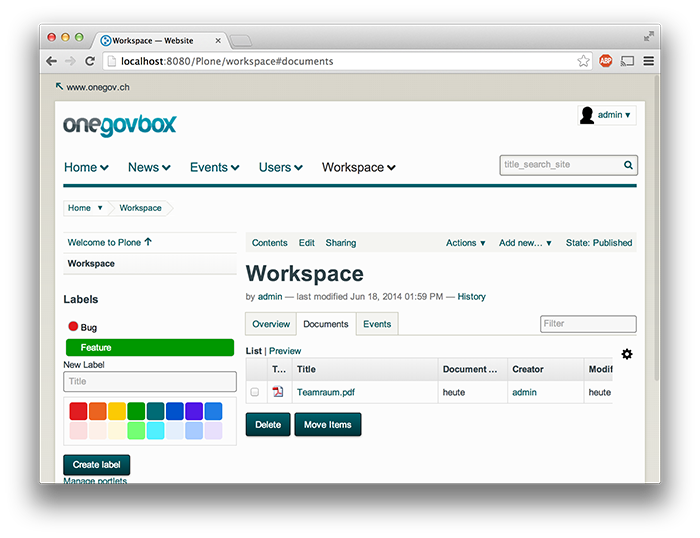 Workspace — Website
localhost:8080/Plone/workspace#documents
ABP
www.onegov.ch
onegovbox
admin ▾
Home News Events Users Workspace
title_search_site
Home ▾ Workspace
Welcome to Plone
Workspace
Labels
Bug
Feature
New Label
Title
Create label
Manage portlets
Contents Edit Sharing Actions ▾ Add new... ▾ State: Published
Workspace
by admin — last modified Jun 18, 2014 01:59 PM — History
Overview Documents Events
Filter
List | Preview
T... Title Document ... Creator Modif
Teamraum.pdf heute admin heute
Delete Move Items